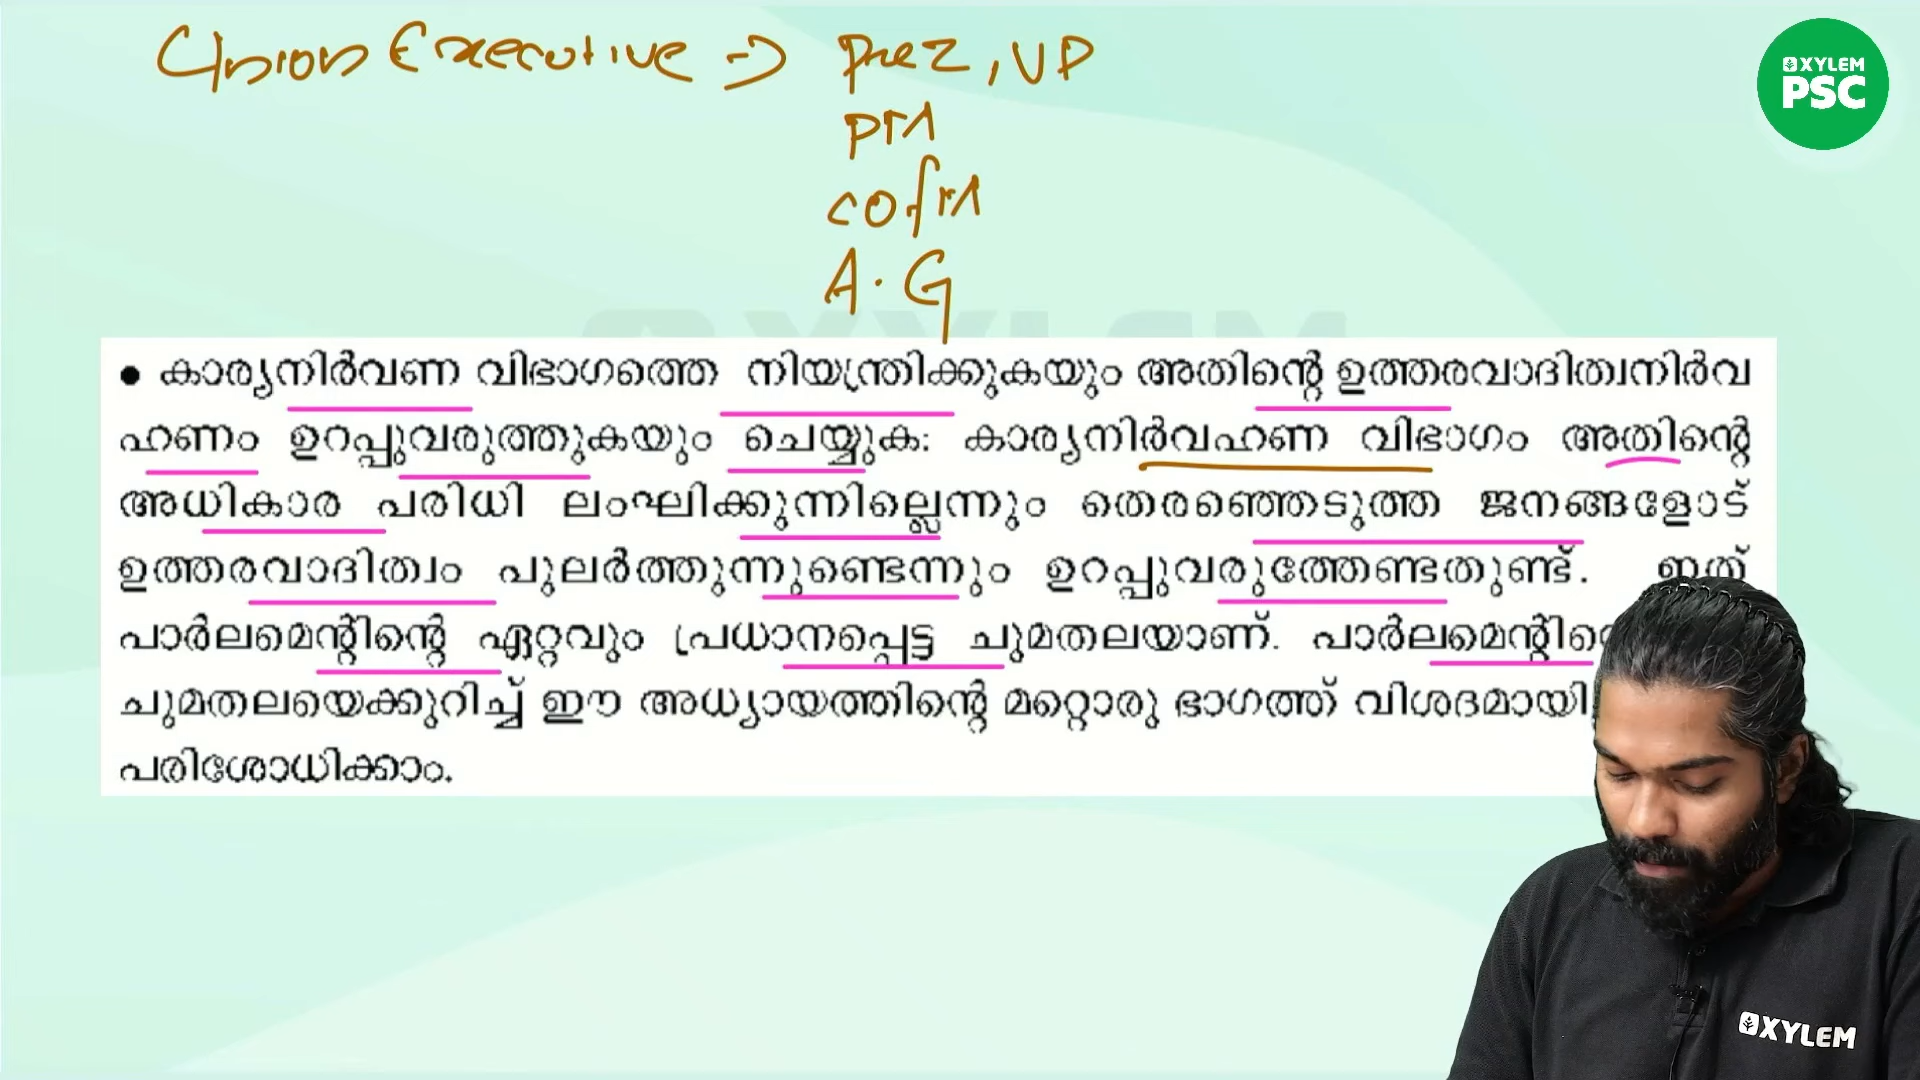 Union Executive → Prez, VP
PM
COfM
A.G
XYLEM
PSC
● കാര്യനിർവണ വിഭാഗത്തെ നിയന്ത്രിക്കുകയും അതിന്റെ ഉത്തരവാദിത്വനിർവ
ഹണം ഉറപ്പുവരുത്തുകയും ചെയ്യുക: കാര്യനിർവഹണ വിഭാഗം അതിന്റെ
അധികാര പരിധി ലംഘിക്കുന്നില്ലെന്നും തെരഞ്ഞെടുത്ത ജനങ്ങളോട്
ഉത്തരവാദിത്വം പുലർത്തുന്നുണ്ടെന്നും ഉറപ്പുവരുത്തേണ്ടതുണ്ട്. ഇത്
പാർലമെന്റിന്റെ ഏറ്റവും പ്രധാനപ്പെട്ട ചുമതലയാണ്. പാർലമെന്റിന്റെ
ചുമതലയെക്കുറിച്ച് ഈ അധ്യായത്തിന്റെ മറ്റൊരു ഭാഗത്ത് വിശദമായി
പരിശോധിക്കാം.
XYLEM